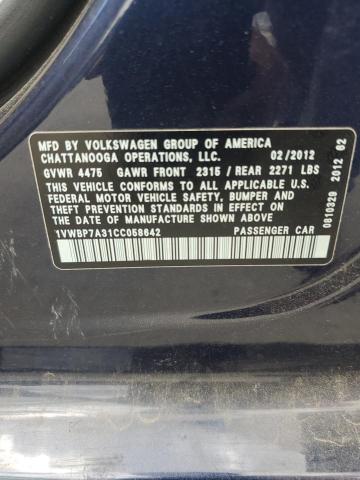 MFD BY VOLKSWAGEN GROUP OF AMERICA
CHATTANOOGA OPERATIONS, LLC. 02/2012
GVWR 4475 GAWR FRONT 2315 / REAR 2271 LBS
THIS VEHICLE CONFORMS TO ALL APPLICABLE U.S.
FEDERAL MOTOR VEHICLE SAFETY, BUMPER AND
THEFT PREVENTION STANDARDS IN EFFECT ON THE
DATE OF MANUFACTURE SHOWN ABOVE
1VWBP7A31CC058642 PASSENGER CAR
0810329 2012 62